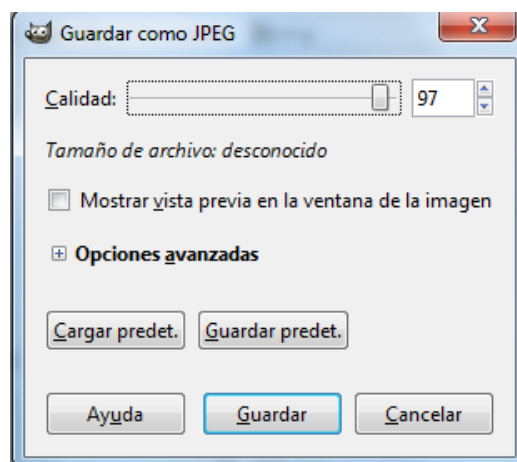 Guardar como JPEG
Calidad: 97
Tamaño de archivo: desconocido
Mostrar vista previa en la ventana de la imagen
Opciones avanzadas
Cargar predet. Guardar predet.
Ayuda Guardar Cancelar